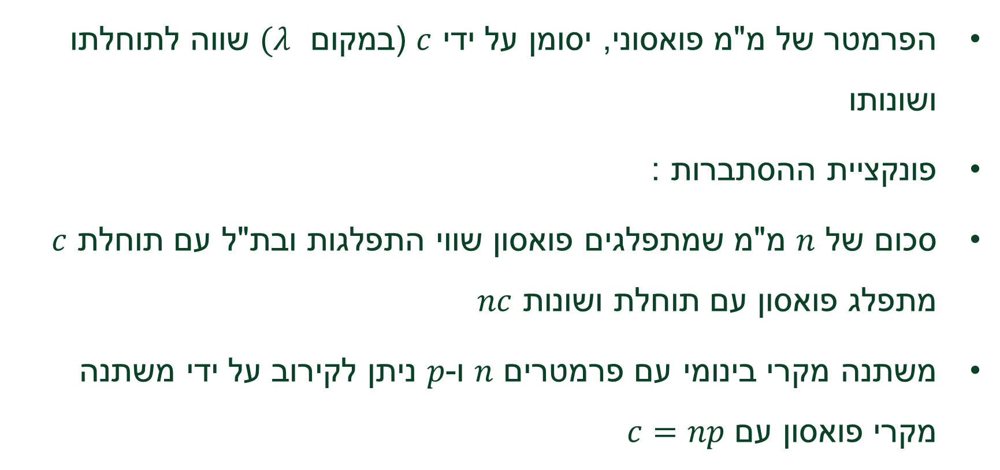 • הפרמטר של מ"מ פואסוני, יסומן על ידי c (במקום λ) שווה לתוחלתו
ושונותו
• פונקציית ההסתברות :
• סכום של n מ"מ שמתפלגים פואסון שווי התפלגות ובת"ל עם תוחלת c
מתפלג פואסון עם תוחלת ושונות nc
• משתנה מקרי בינומי עם פרמטרים n ו-p ניתן לקירוב על ידי משתנה
מקרי פואסון עם c = np